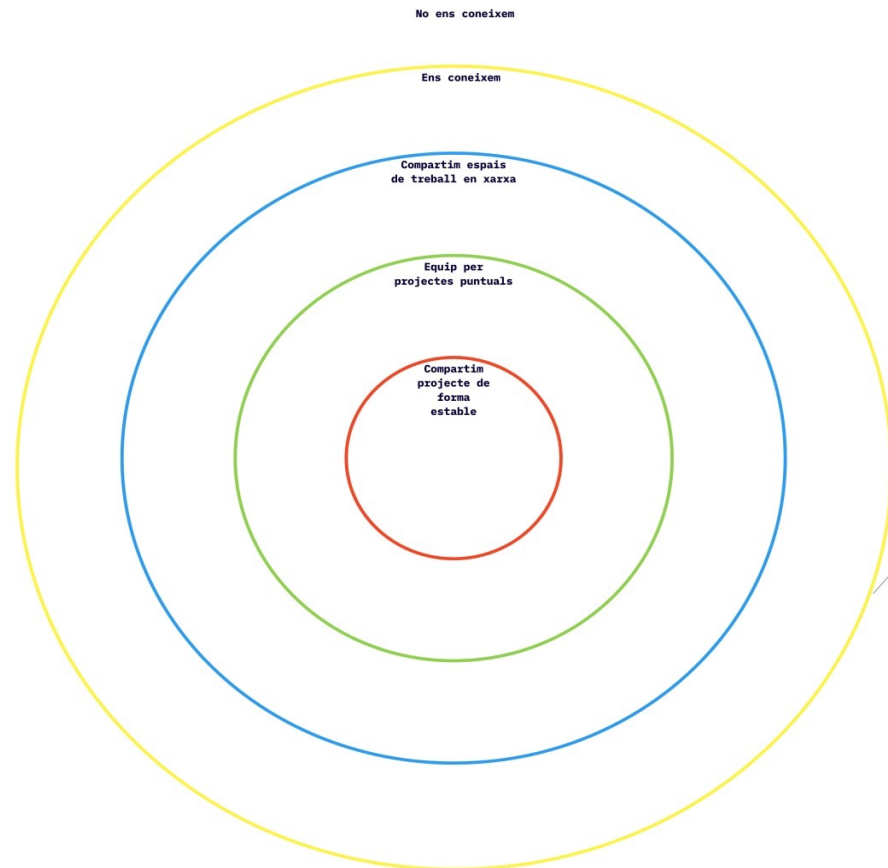 No ens coneixem
Ens coneixem
Compartim espais
de treball en xarxa
Equip per
projectes puntuals
Compartim
projecte de
forma
estable